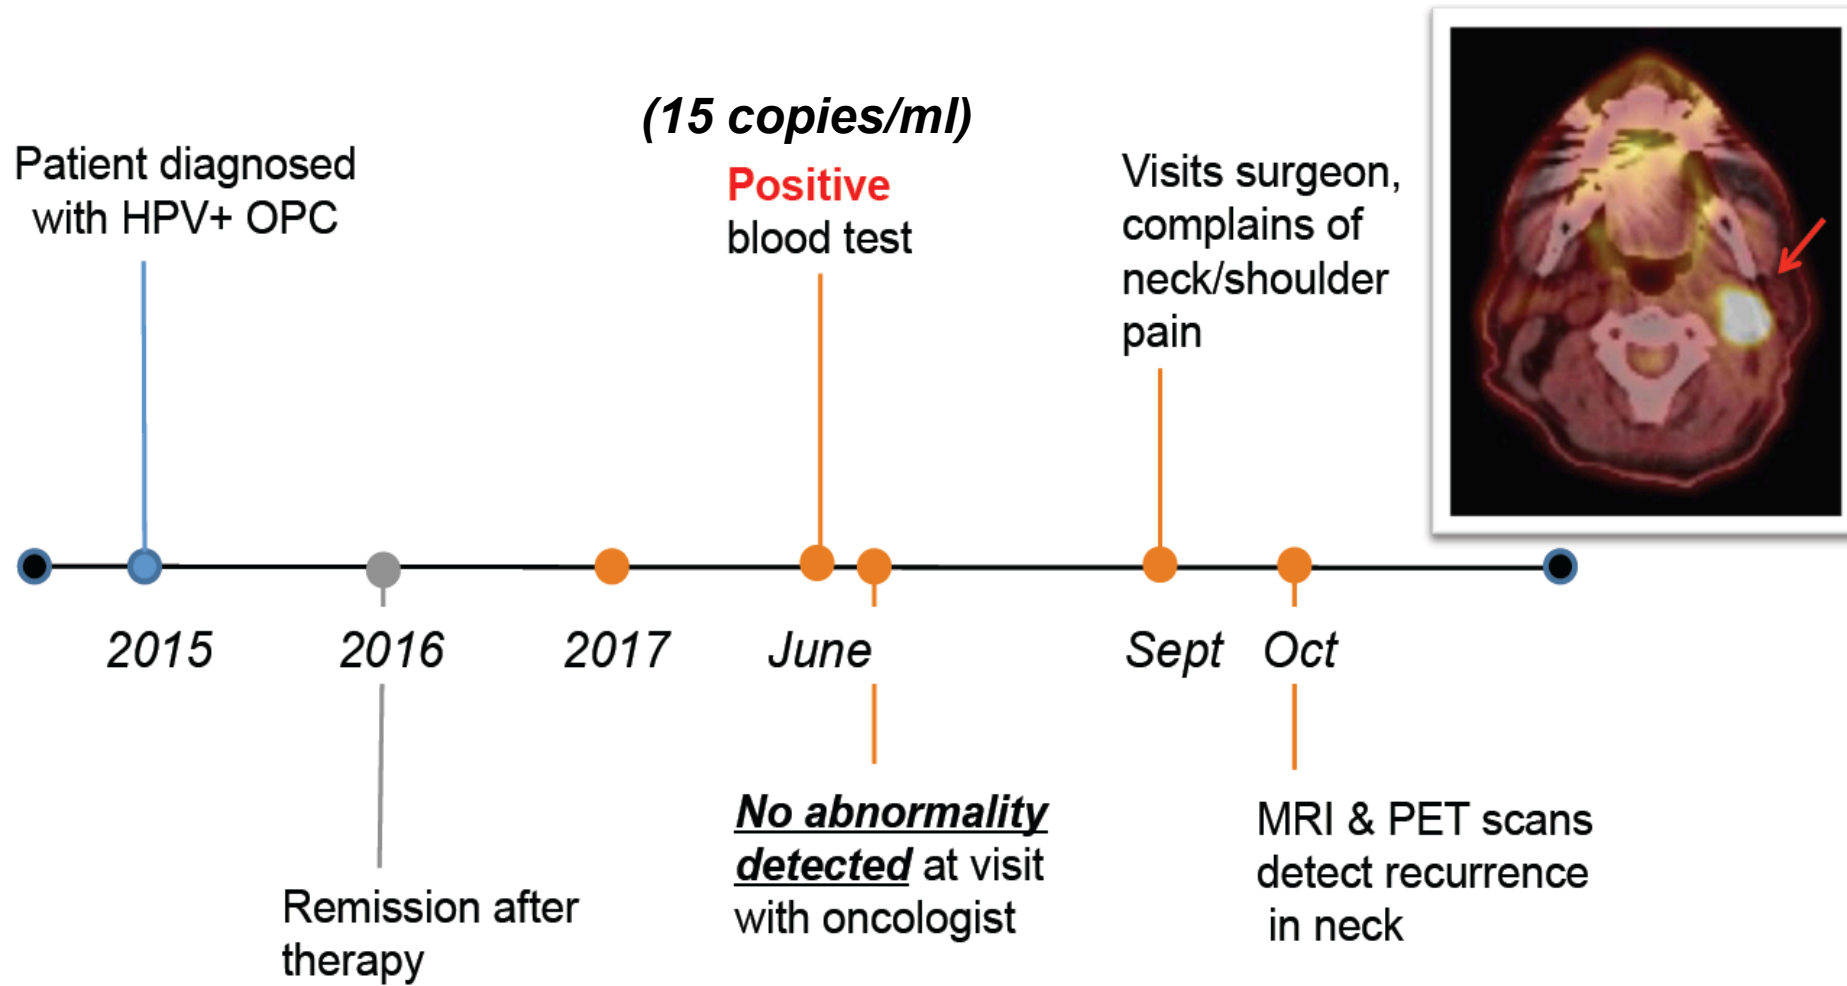 (15 copies/ml)
Patient diagnosed
with HPV+ OPC
Positive
blood test
Visits surgeon,
complains of
neck/shoulder
pain
2015
2016
2017
June
Sept
Oct
Remission after
therapy
No abnormality
detected at visit
with oncologist
MRI & PET scans
detect recurrence
in neck